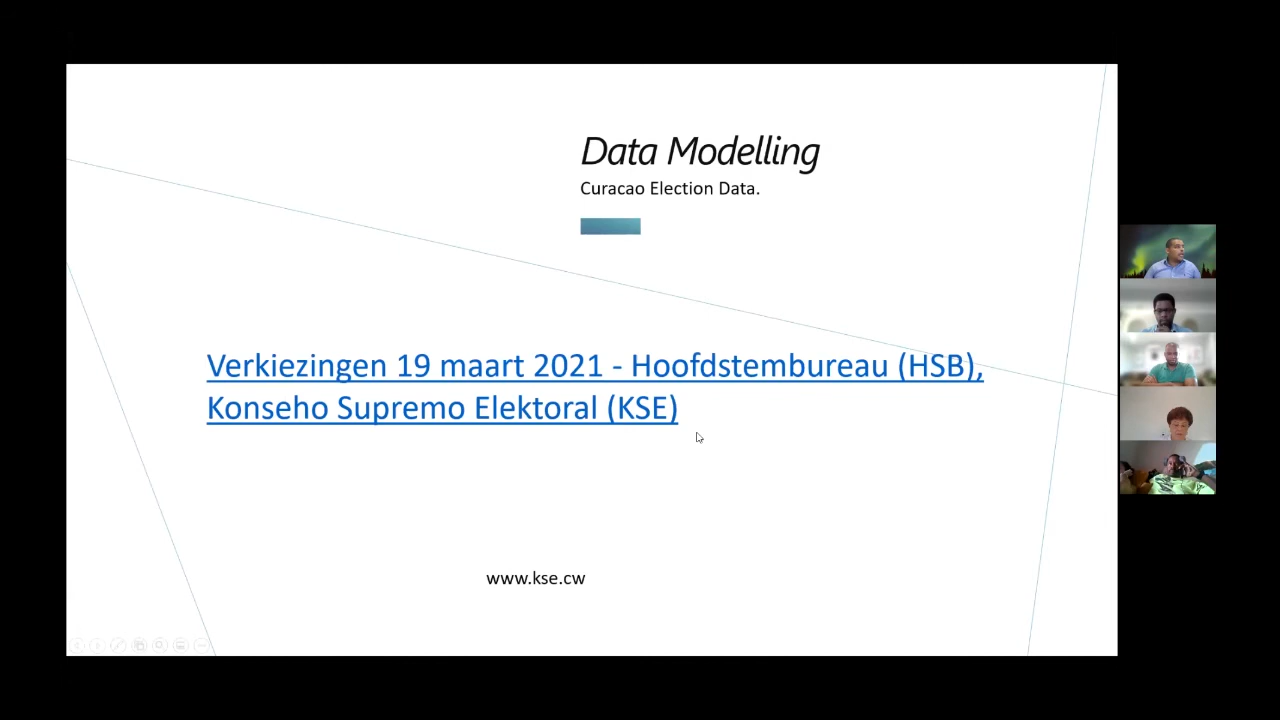 Data Modelling
Curacao Election Data.
Verkiezingen 19 maart 2021 - Hoofdstembureau (HSB),
Konseho Supremo Elektoral (KSE)
www.kse.cw